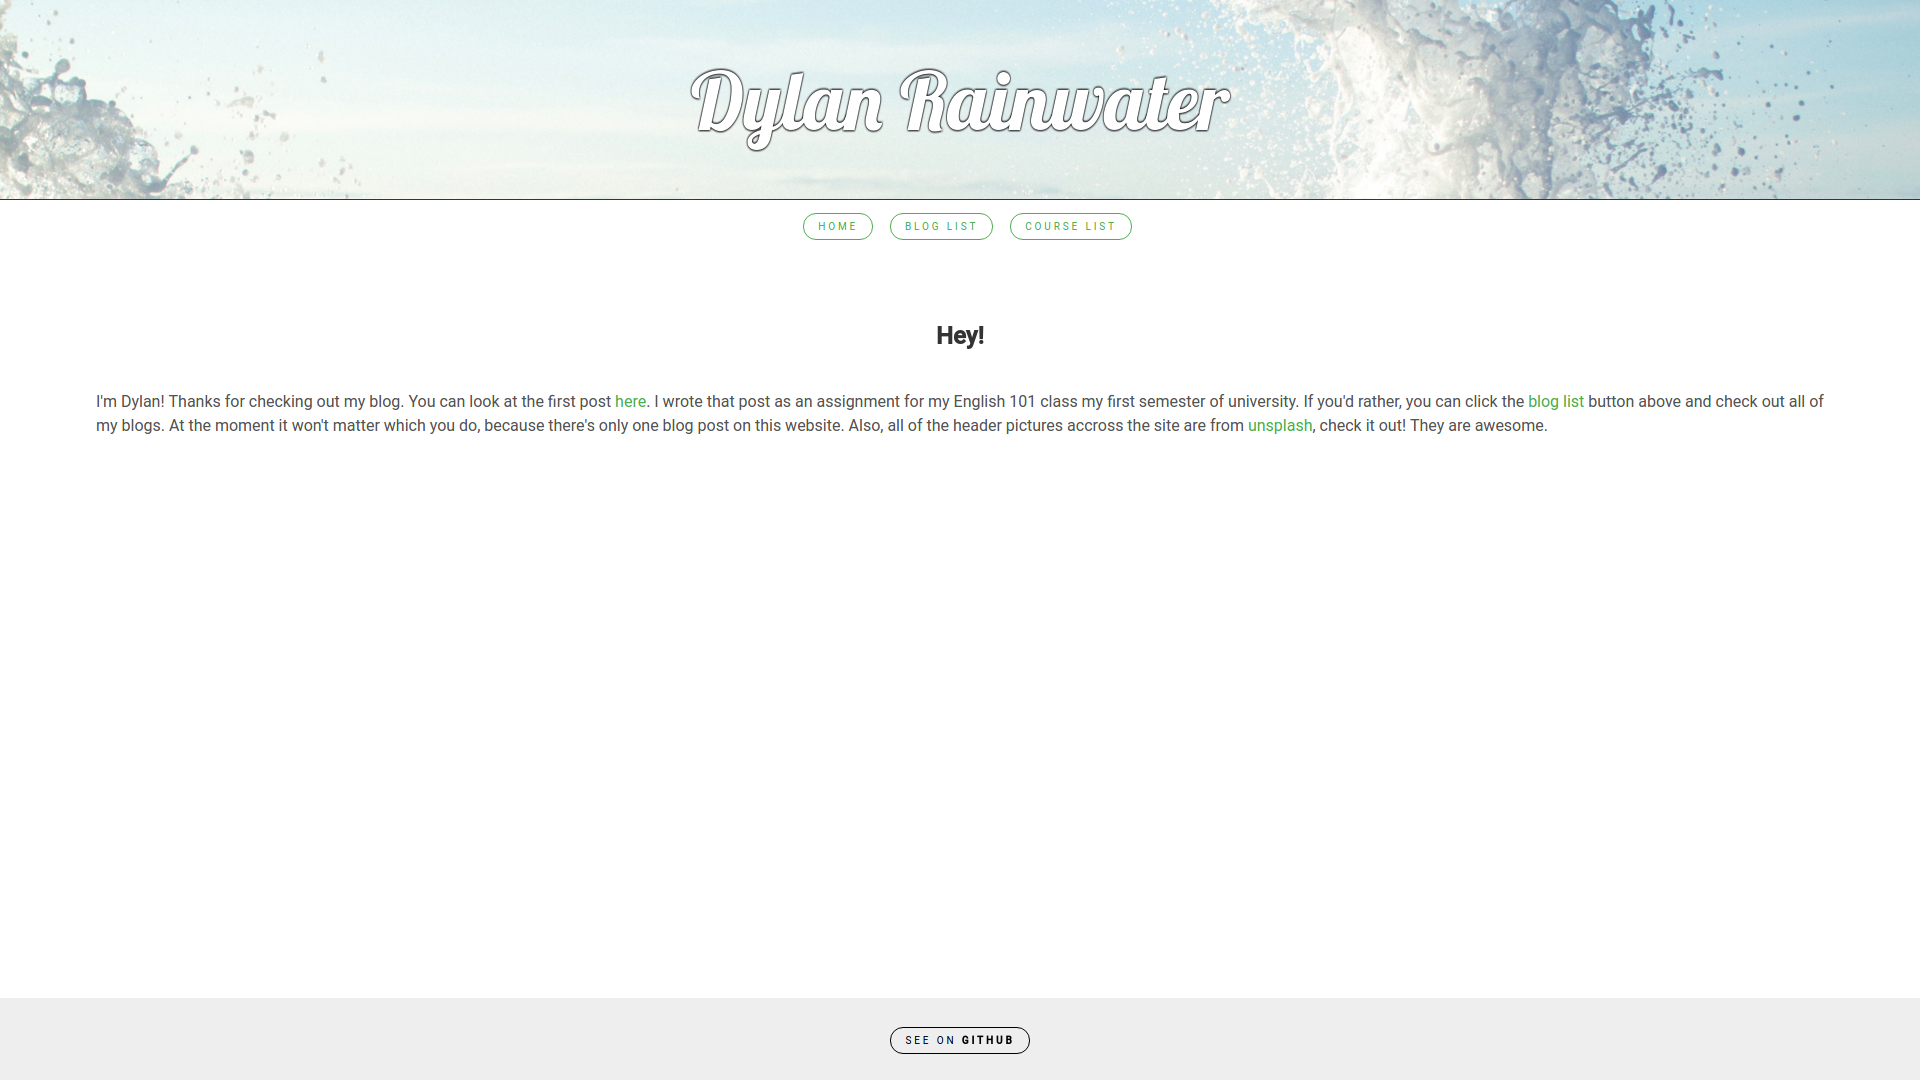 Dylan Rainwater
HOME BLOG LIST COURSE LIST
Hey!
I'm Dylan! Thanks for checking out my blog. You can look at the first post here. I wrote that post as an assignment for my English 101 class my first semester of university. If you'd rather, you can click the blog list button above and check out all of
my blogs. At the moment it won't matter which you do, because there's only one blog post on this website. Also, all of the header pictures accross the site are from unsplash, check it out! They are awesome.
SEE ON GITHUB